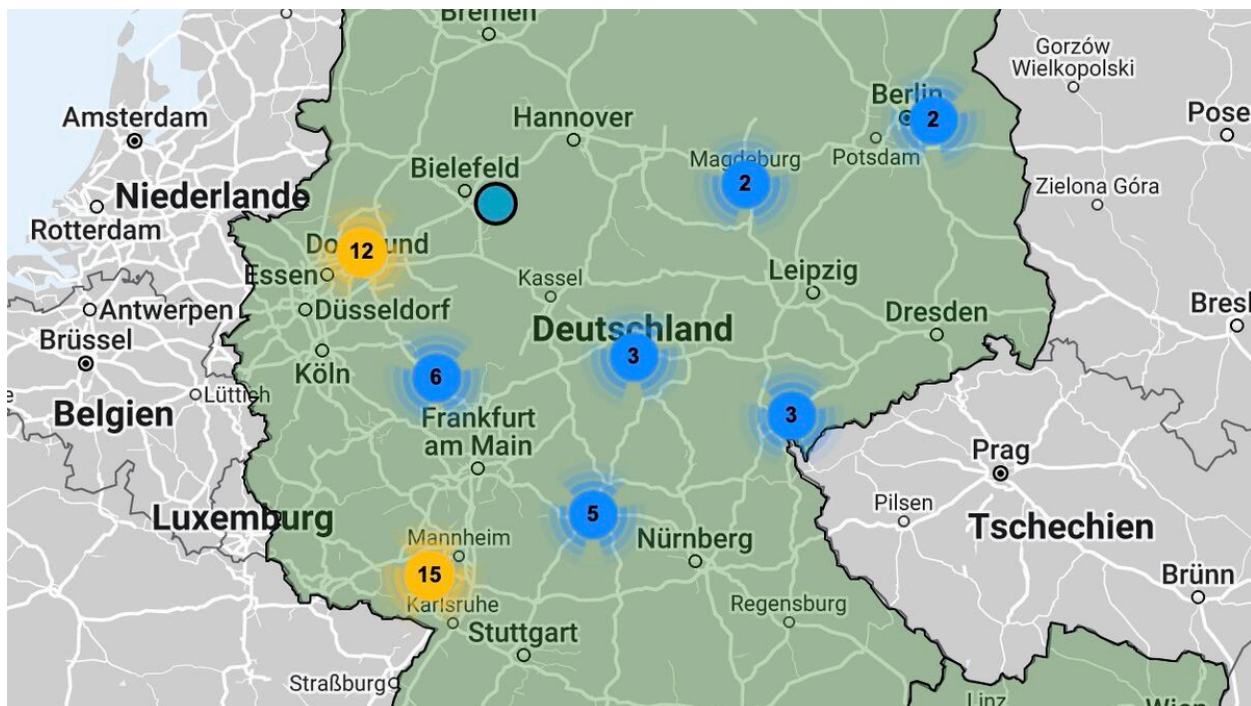 Bremen
Gorzów
Wielkopolski
Berlin
2
Amsterdam
Hannover
Pose
Magdeburg
Potsdam
Bielefeld
2
Niederlande
Zielona Góra
Rotterdam
Dortmund
12
Essen
Kassel
Leipzig
Antwerpen
Düsseldorf
Deutschland
Dresden
Bresl
Brüssel
3
Köln
6
Lüttich
Belgien
Frankfurt
am Main
3
Prag
Luxemburg
5
Pilsen
Tschechien
Mannheim
Nürnberg
15
Brünn
Karlsruhe
Regensburg
Stuttgart
Straßburg
Linz
Wien